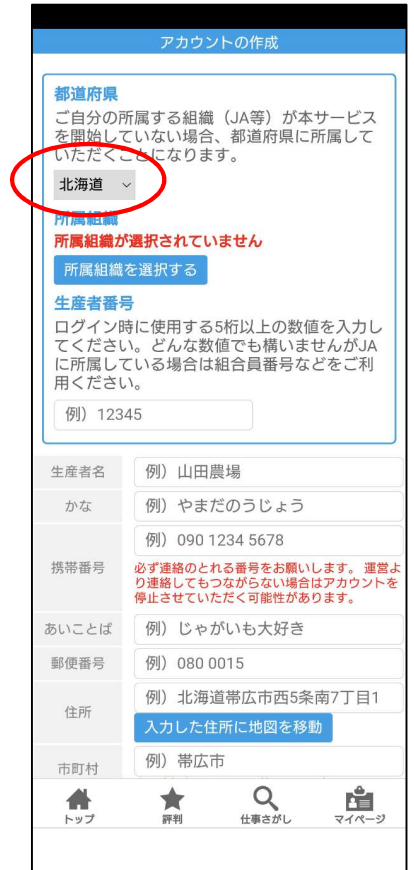 アカウントの作成
都道府県
ご自分の所属する組織（JA等）が本サービス
を開始していない場合、都道府県に所属して
いただくことになります。
北海道
所属組織
所属組織が選択されていません
所属組織を選択する
生産者番号
ログイン時に使用する5桁以上の数値を入力し
てください。どんな数値でも構いませんがJA
に所属している場合は組合員番号などをご利
用ください。
例）12345
生産者名 例）山田農場
かな 例）やまだのうじょう
携帯番号 例）090 1234 5678
必ず連絡のとれる番号をお願いします。 運営よ
り連絡してもつながらない場合はアカウントを
停止させていただく可能性があります。
あいことば 例）じゃがいも大好き
郵便番号 例）080 0015
住所 例）北海道帯広市西5条南7丁目1
入力した住所に地図を移動
市町村 例）帯広市
トップ 評判 仕事さがし マイページ